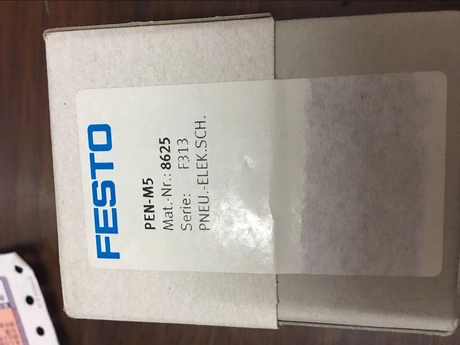 FESTO
PEN-M5
Mat.-Nr.: 8625
Serie: F313
PNEU.-ELEK.SCH.